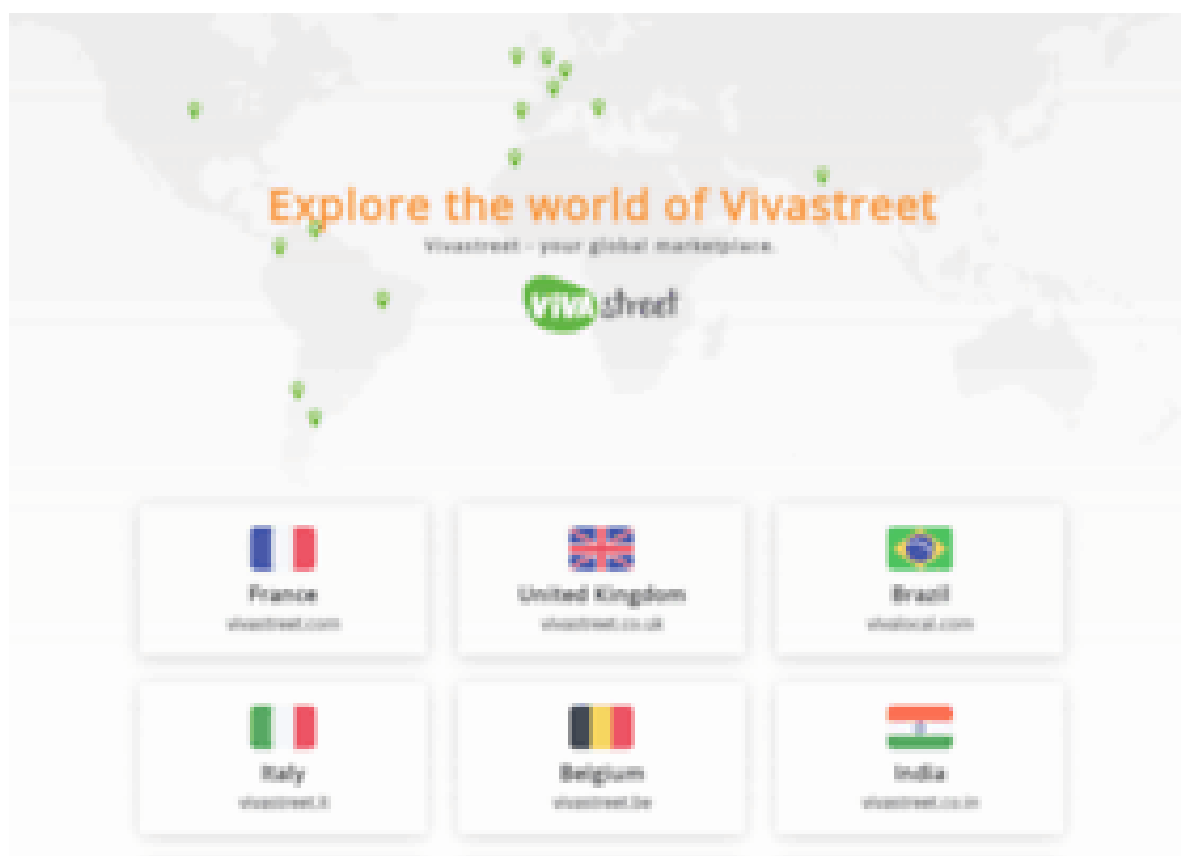 Explore the world of Vivastreet
Vivastreet - your global marketplace.
VIVAstreet
France
United Kingdom
Brazil
vivastreet.com
vivastreet.co.uk
vivalocal.com
Italy
Belgium
India
vivastreet.it
vivastreet.be
vivastreet.co.in